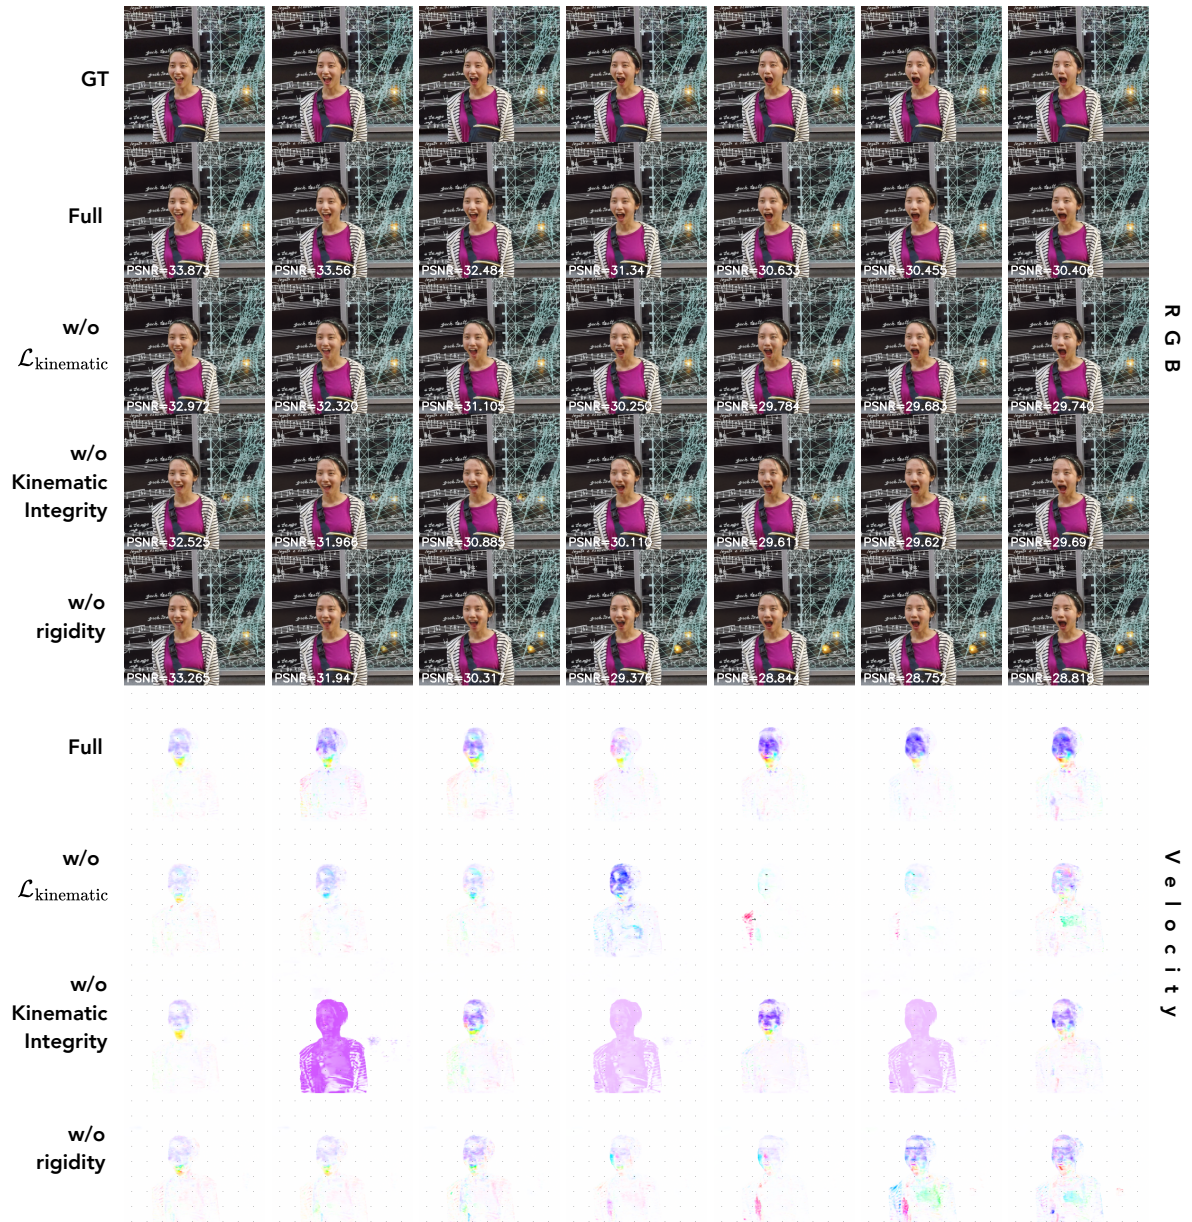 GT
Full
PSNR=33.873 PSNR=33.561 PSNR=32.484 PSNR=31.347 PSNR=30.633 PSNR=30.455 PSNR=30.406
w/o
ℒkinematic
PSNR=32.972 PSNR=32.320 PSNR=31.105 PSNR=30.250 PSNR=29.784 PSNR=29.683 PSNR=29.740
w/o
Kinematic
Integrity
PSNR=32.525 PSNR=31.966 PSNR=30.885 PSNR=30.110 PSNR=29.611 PSNR=29.627 PSNR=29.697
w/o
rigidity
PSNR=33.265 PSNR=31.947 PSNR=30.317 PSNR=29.376 PSNR=28.844 PSNR=28.752 PSNR=28.818
RGB
Full
w/o
ℒkinematic
w/o
Kinematic
Integrity
w/o
rigidity
Velocity